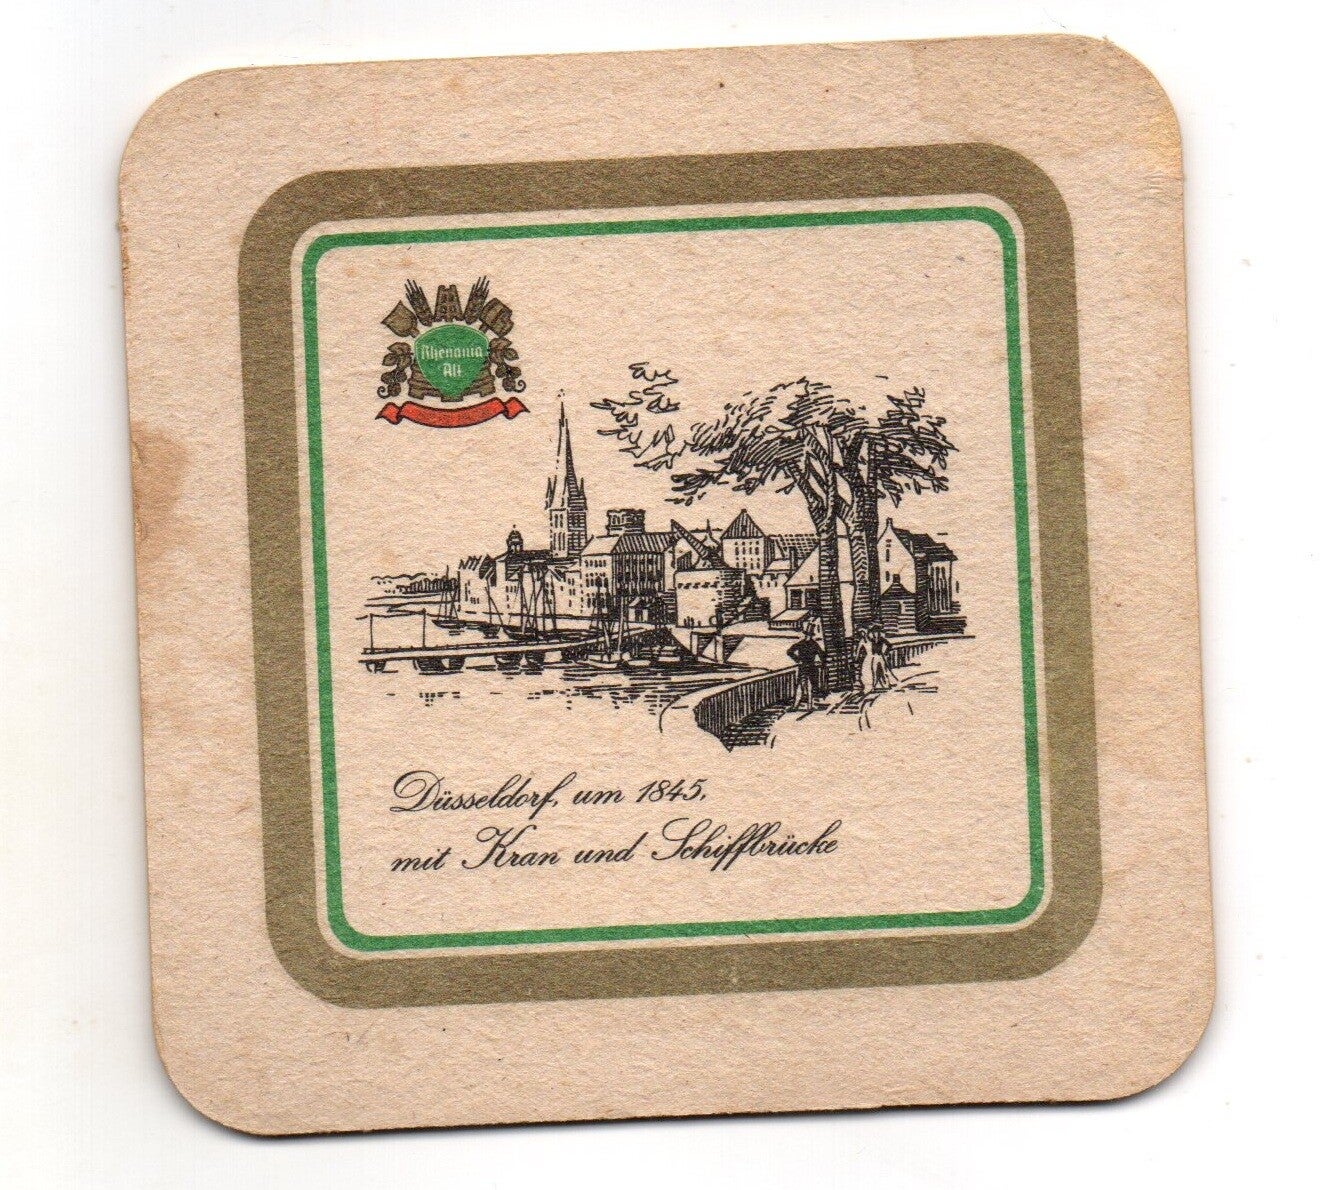 Rhenania
Alt
Düsseldorf, um 1845,
mit Kran und Schiffbrücke